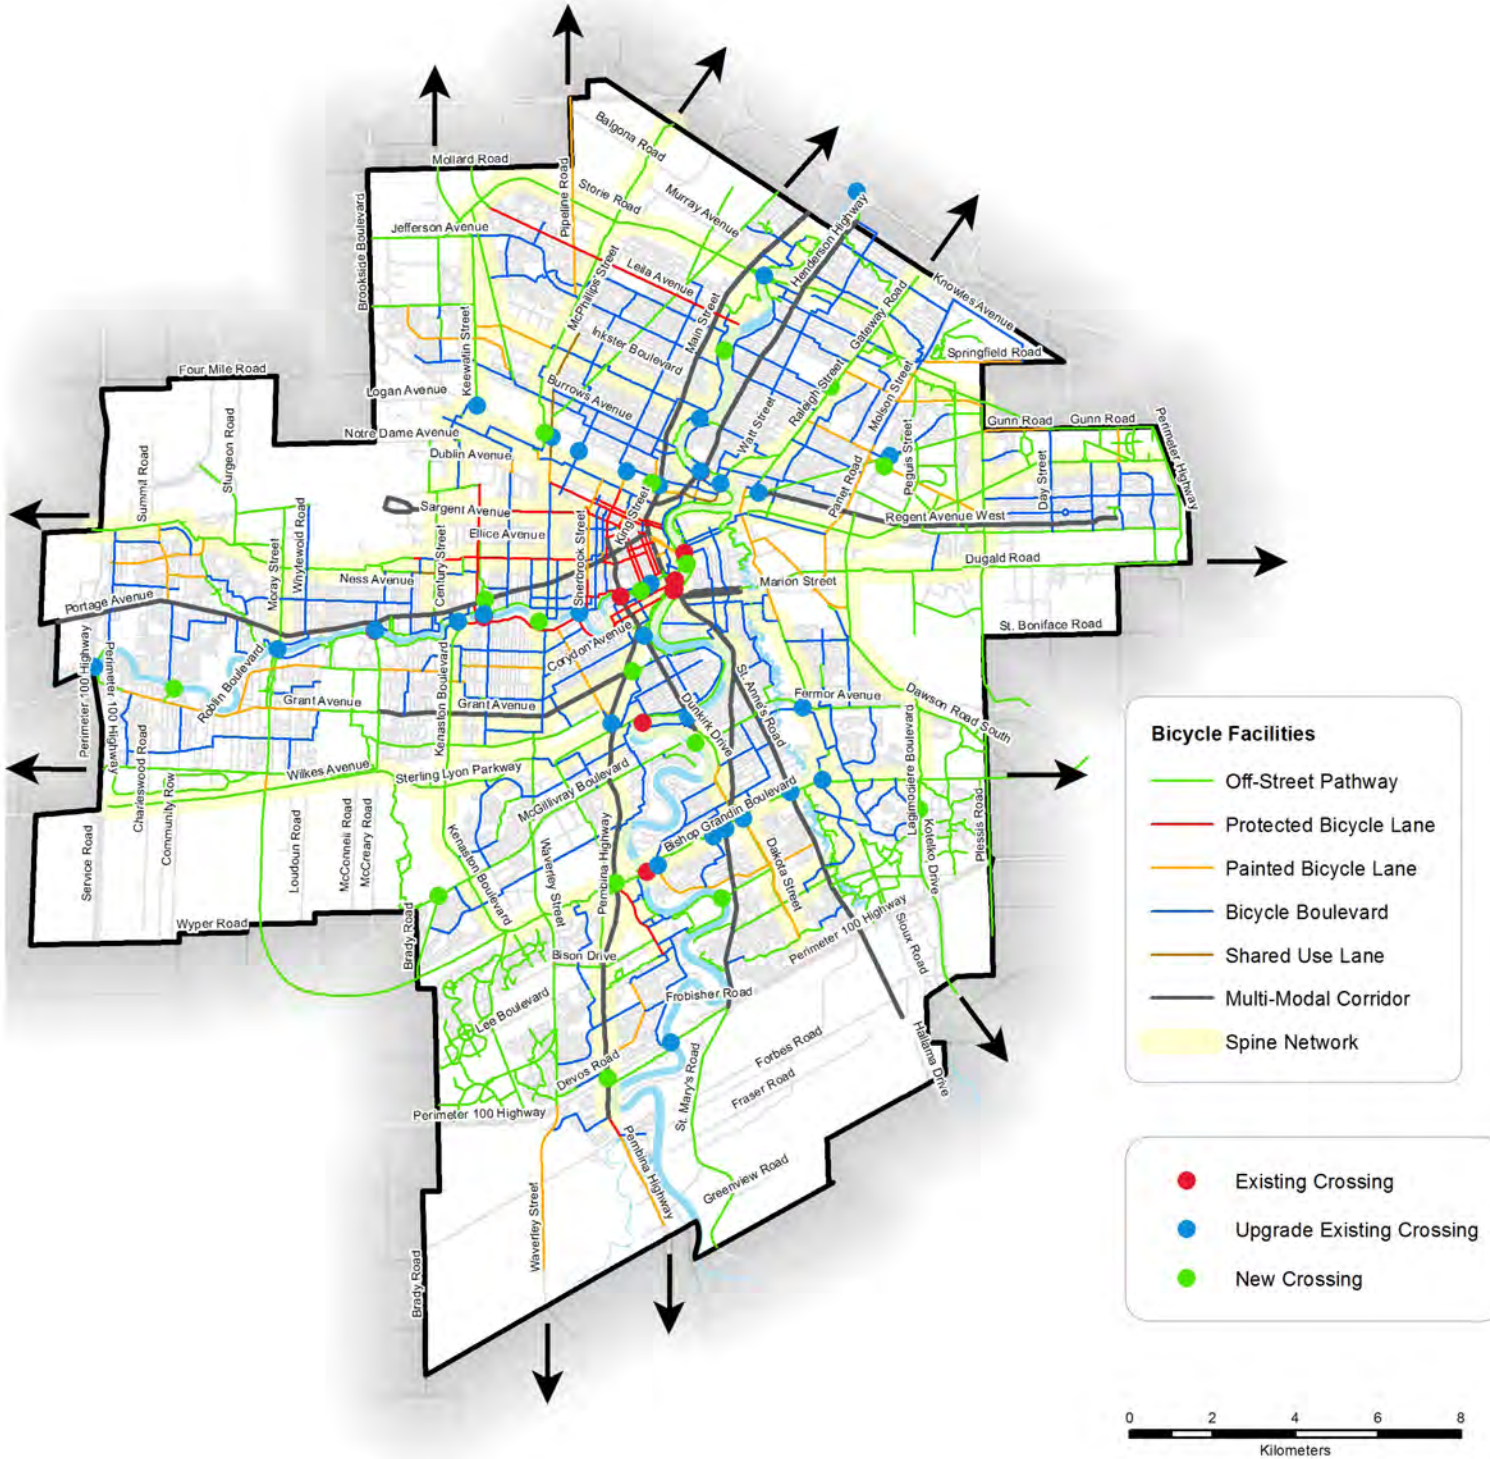 Balgona Road
Mollard Road
Pipeline Road
Storie Road
Murray Avenue
Brookside Boulevard
Jefferson Avenue
Henderson Highway
McPhillips Street
Leila Avenue
Gateway Road
Knowles Avenue
Keewatin Street
Main Street
Inkster Boulevard
Springfield Road
Four Mile Road
Logan Avenue
Burrows Avenue
Raleigh Street
Molson Street
Watt Street
Gunn Road
Gunn Road
Perimeter Highway
Notre Dame Avenue
Dublin Avenue
Sturgeon Road
Summit Road
Peguis Street
Panet Road
Day Street
Whytewold Road
Sargent Avenue
King Street
Regent Avenue West
Ellice Avenue
Sherbrook Street
Century Street
Moray Street
Ness Avenue
Dugald Road
Marion Street
Portage Avenue
St. Boniface Road
Perimeter 100 Highway
Perimeter 100 Highway
Roblin Boulevard
Corydon Avenue
Kenaston Boulevard
Grant Avenue
Grant Avenue
St. Anne's Road
Fermor Avenue
Dawson Road South
Dunkirk Drive
Lagimodiere Boulevard
Charleswood Road
Community Row
Wilkes Avenue
Sterling Lyon Parkway
McGillivray Boulevard
Bishop Grandin Boulevard
Service Road
Loudoun Road
McConnell Road
McCreary Road
Kenaston Boulevard
Waverley Street
Pembina Highway
Dakota Street
Kotelko Drive
Plessis Road
Wyper Road
Brady Road
Bison Drive
Perimeter 100 Highway
Sioux Road
Lee Boulevard
Frobisher Road
Forbes Road
Fraser Road
Hallama Drive
Devos Road
St. Mary's Road
Perimeter 100 Highway
Pembina Highway
Greenview Road
Waverley Street
Brady Road
Bicycle Facilities
Off-Street Pathway
Protected Bicycle Lane
Painted Bicycle Lane
Bicycle Boulevard
Shared Use Lane
Multi-Modal Corridor
Spine Network
Existing Crossing
Upgrade Existing Crossing
New Crossing
0 2 4 6 8
Kilometers